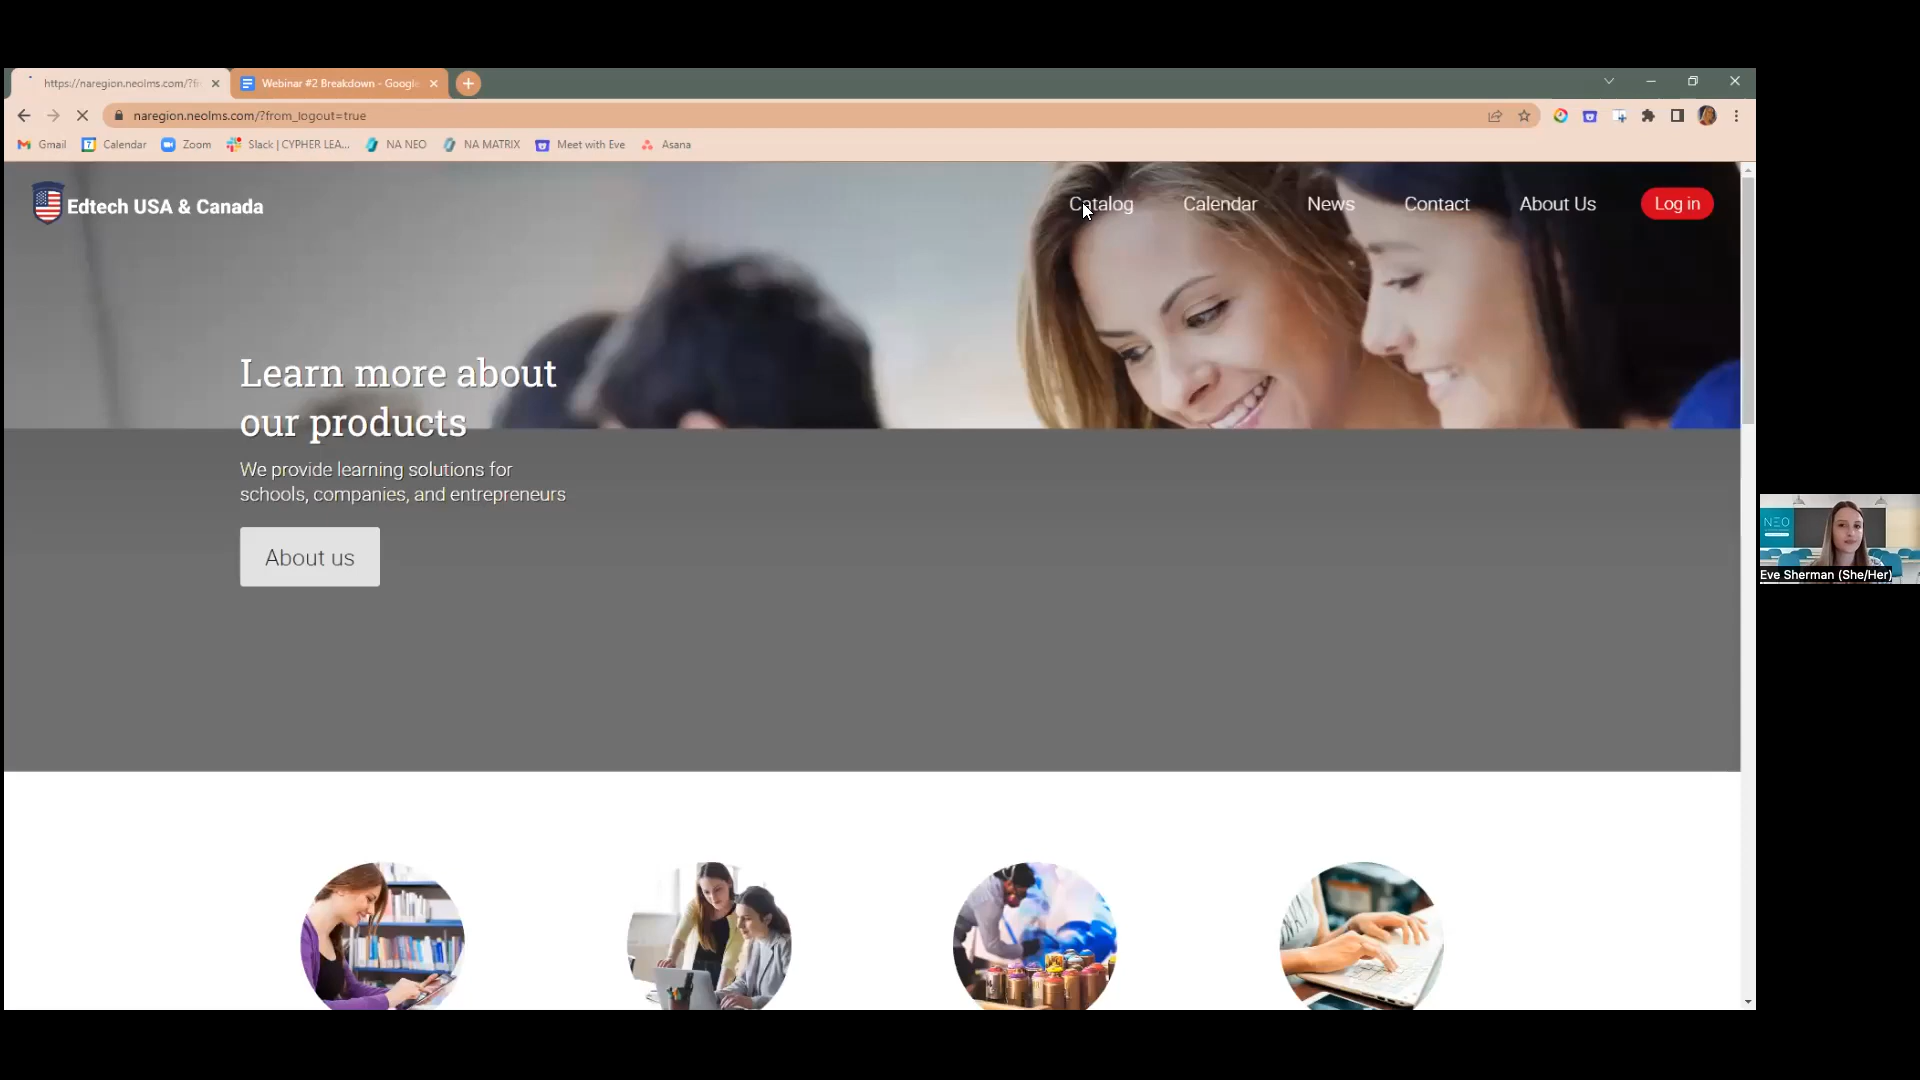 https://naregion.neolms.com/?fr
Webinar #2 Breakdown - Google
naregion.neolms.com/?from_logout=true
Gmail
7
Calendar
Zoom
Slack | CYPHER LEA...
NA NEO
NA MATRIX
Meet with Eve
Asana
Edtech USA & Canada
Catalog
Calendar
News
Contact
About Us
Log in
Learn more about
our products
We provide learning solutions for
schools, companies, and entrepreneurs
About us
NEO
Eve Sherman (She/Her)